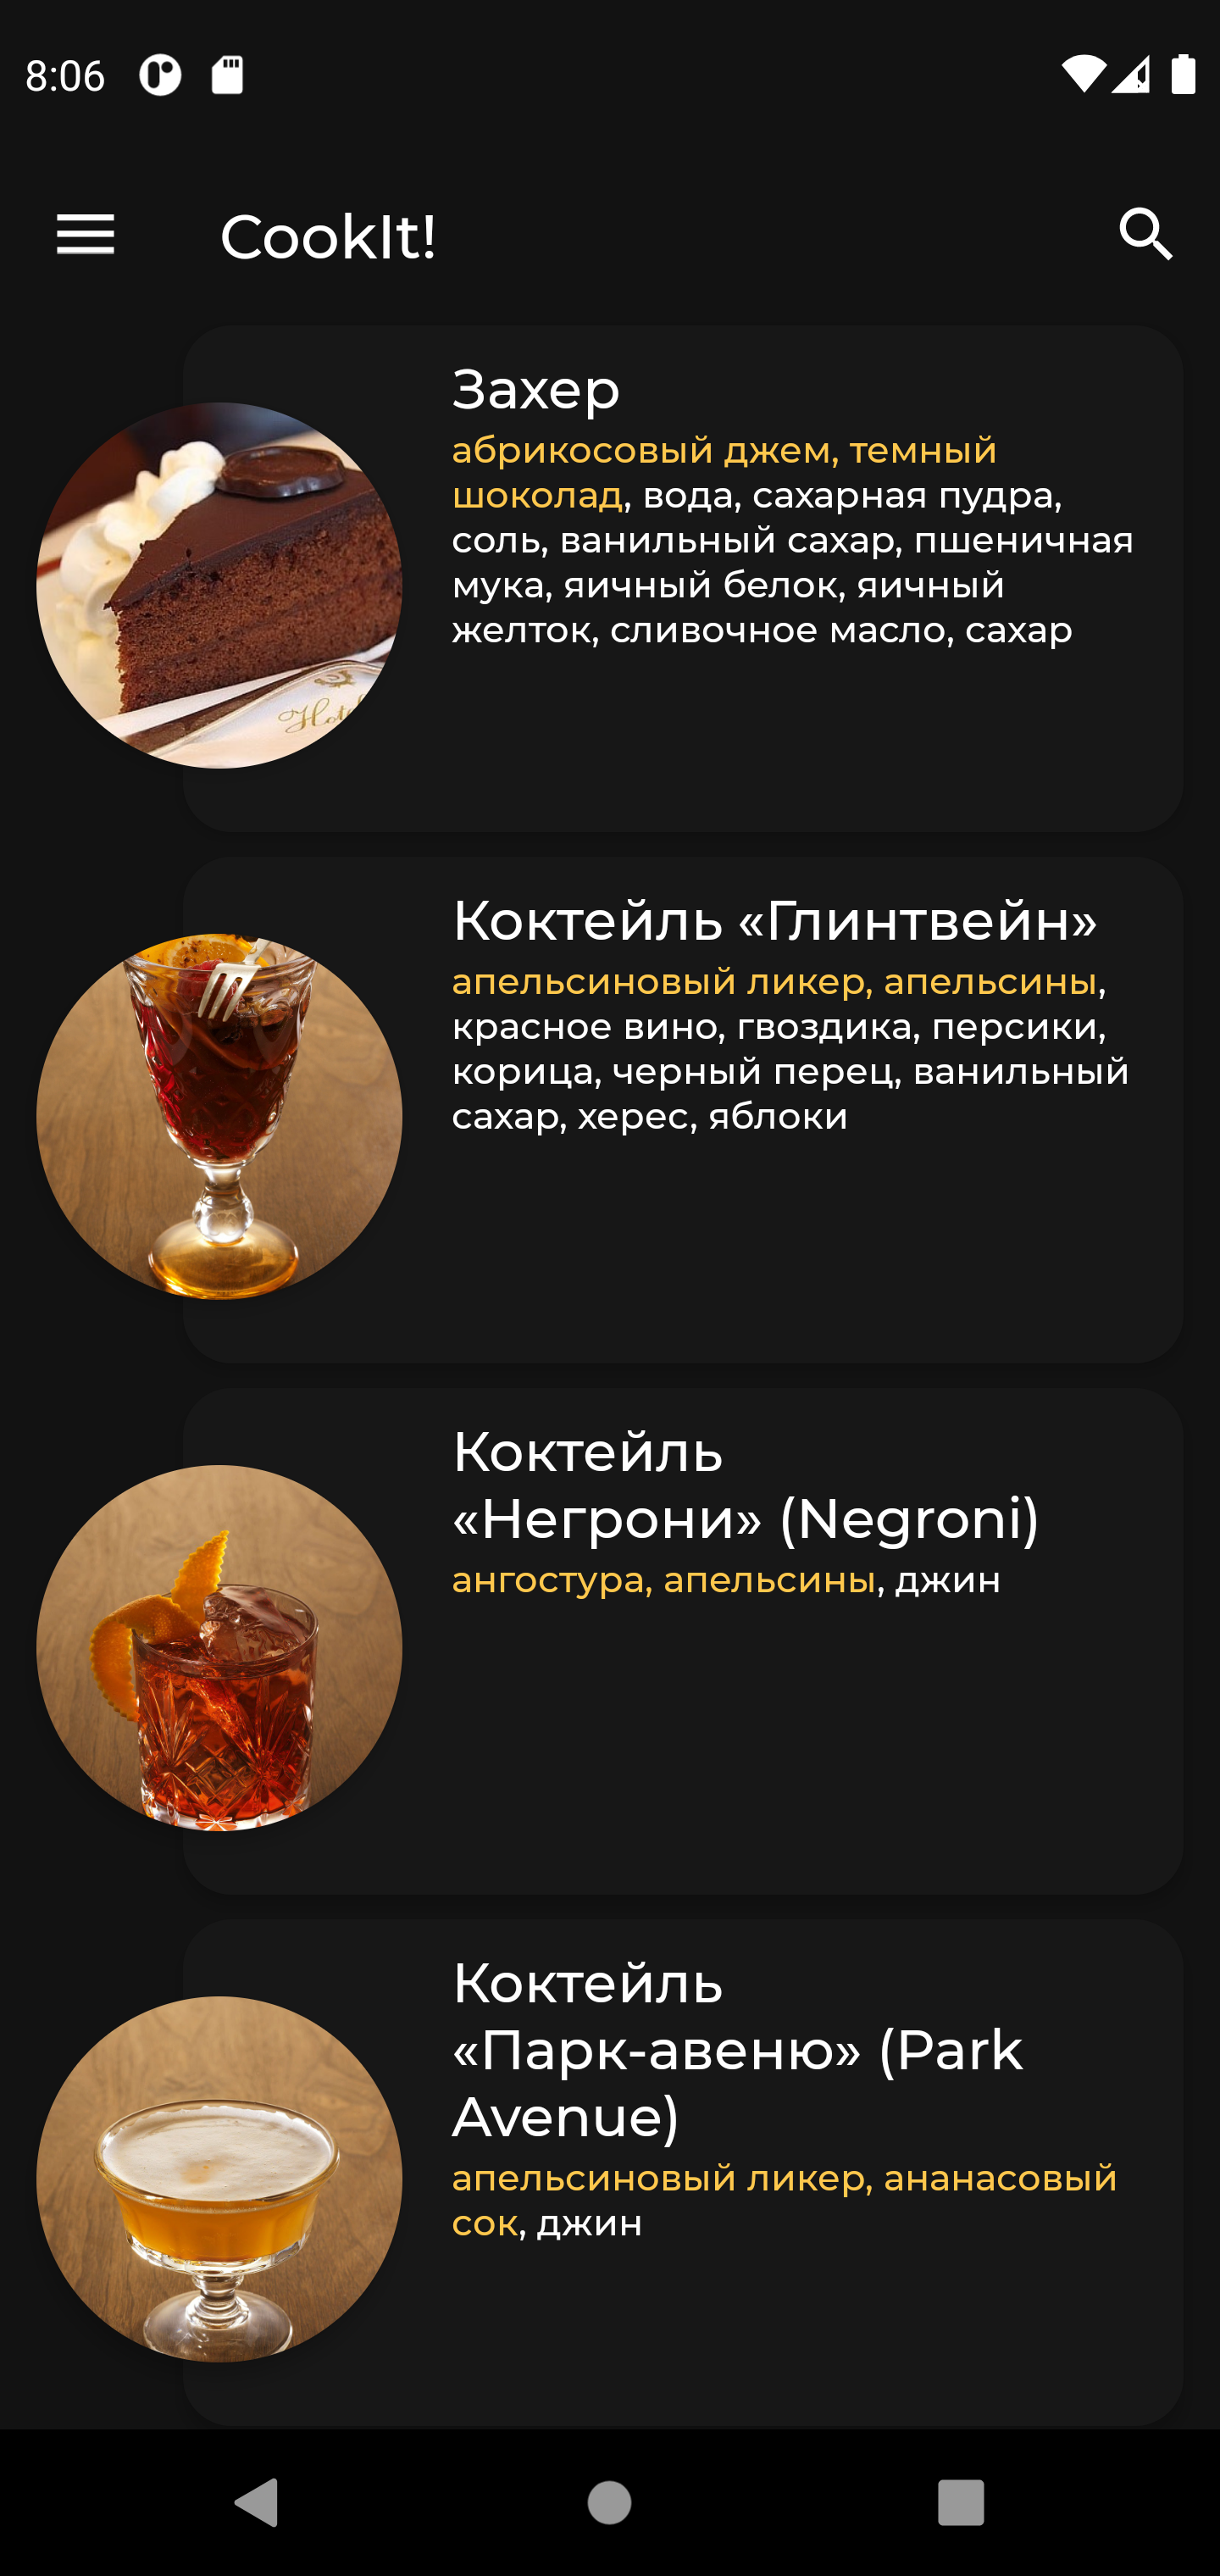 8:06
CookIt!
Захер
абрикосовый джем, темный
шоколад, вода, сахарная пудра,
соль, ванильный сахар, пшеничная
мука, яичный белок, яичный
желток, сливочное масло, сахар
Коктейль «Глинтвейн»
апельсиновый ликер, апельсины,
красное вино, гвоздика, персики,
корица, черный перец, ванильный
сахар, херес, яблоки
Коктейль
«Негрони» (Negroni)
ангостура, апельсины, джин
Коктейль
«Парк-авеню» (Park
Avenue)
апельсиновый ликер, ананасовый
сок, джин